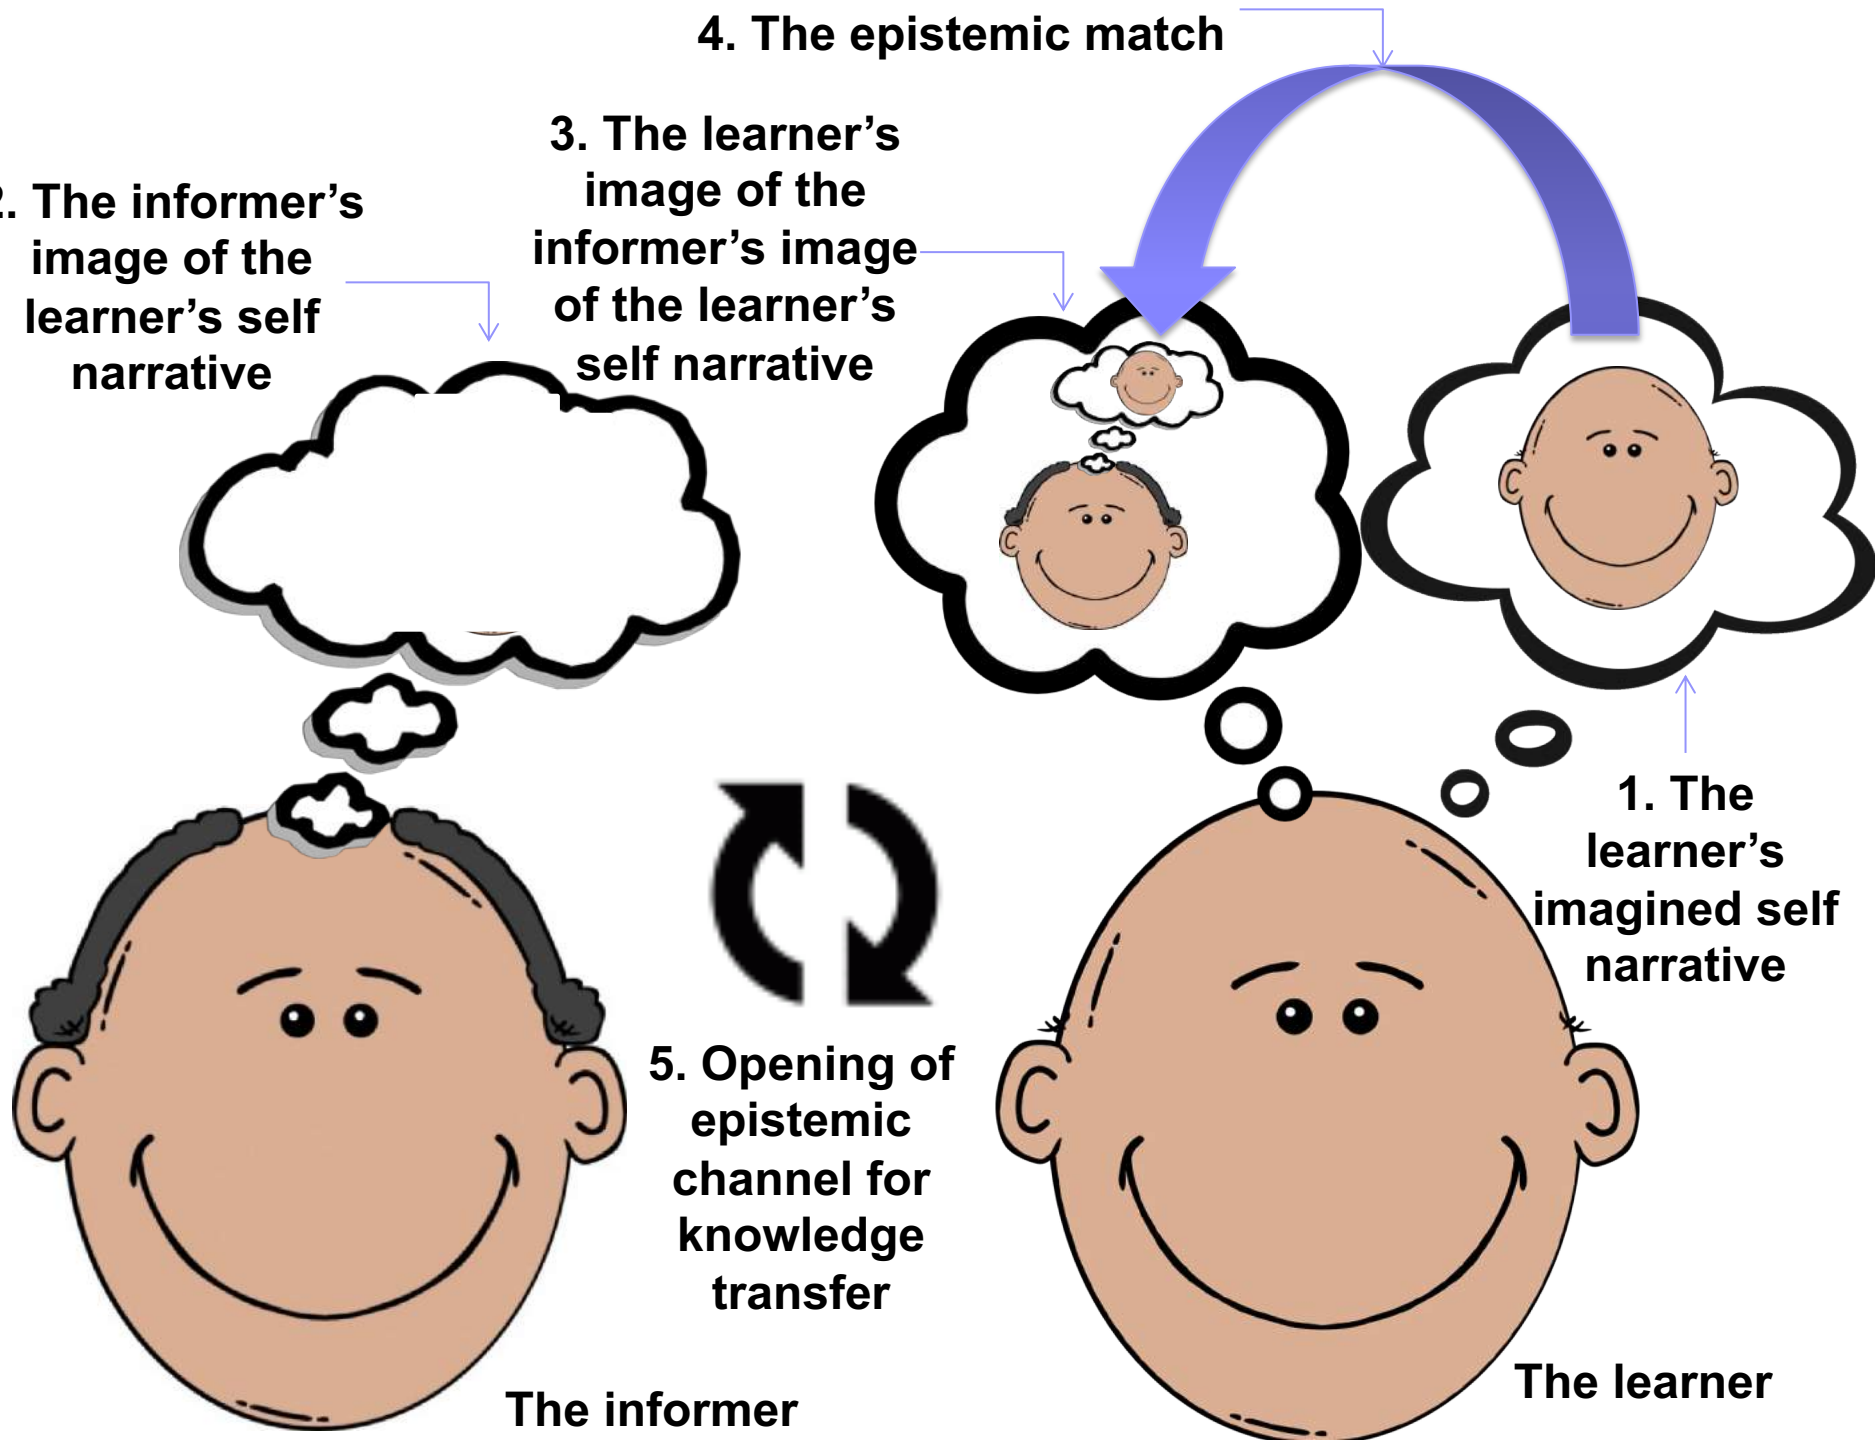 4. The epistemic match
3. The learner’s
image of the
informer’s image
of the learner’s
self narrative
2. The informer’s
image of the
learner’s self
narrative
1. The
learner’s
imagined self
narrative
5. Opening of
epistemic
channel for
knowledge
transfer
The informer
The learner